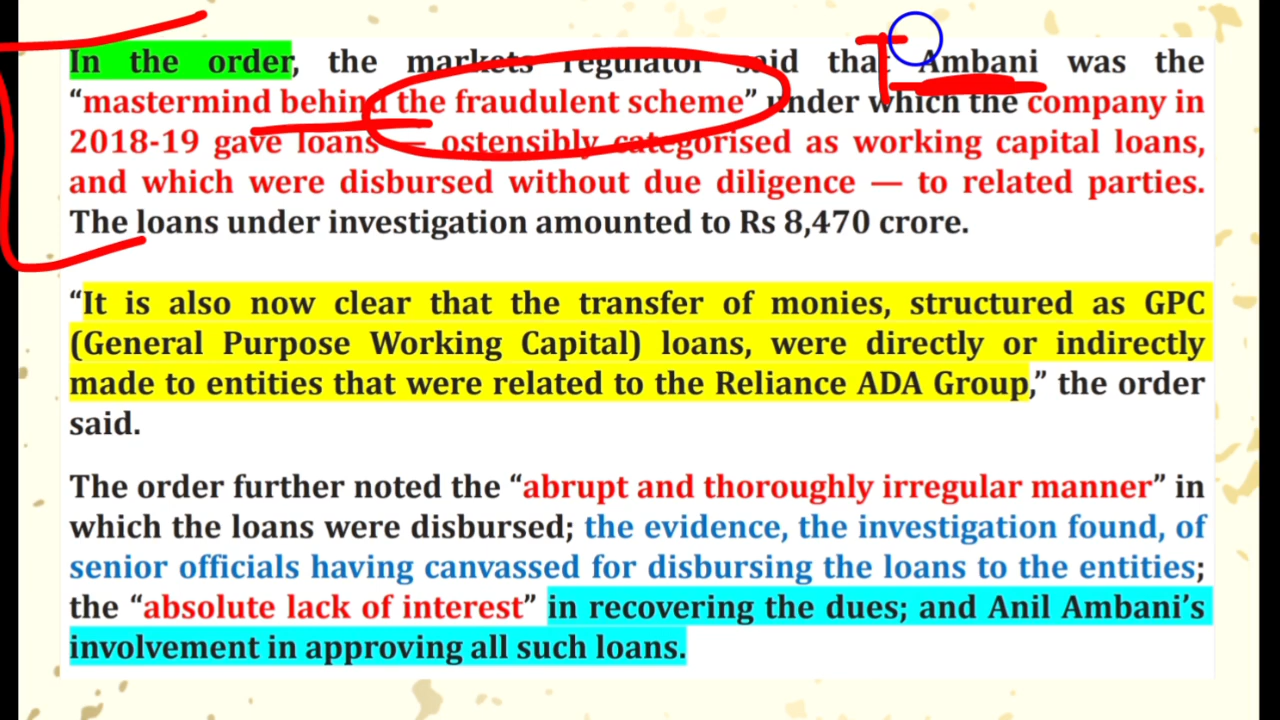 In the order, the markets regulator said that Ambani was the
“mastermind behind the fraudulent scheme” under which the company in
2018-19 gave loans — ostensibly categorised as working capital loans,
and which were disbursed without due diligence — to related parties.
The loans under investigation amounted to Rs 8,470 crore.
“It is also now clear that the transfer of monies, structured as GPC
(General Purpose Working Capital) loans, were directly or indirectly
made to entities that were related to the Reliance ADA Group,” the order
said.
The order further noted the “abrupt and thoroughly irregular manner” in
which the loans were disbursed; the evidence, the investigation found, of
senior officials having canvassed for disbursing the loans to the entities;
the “absolute lack of interest” in recovering the dues; and Anil Ambani’s
involvement in approving all such loans.